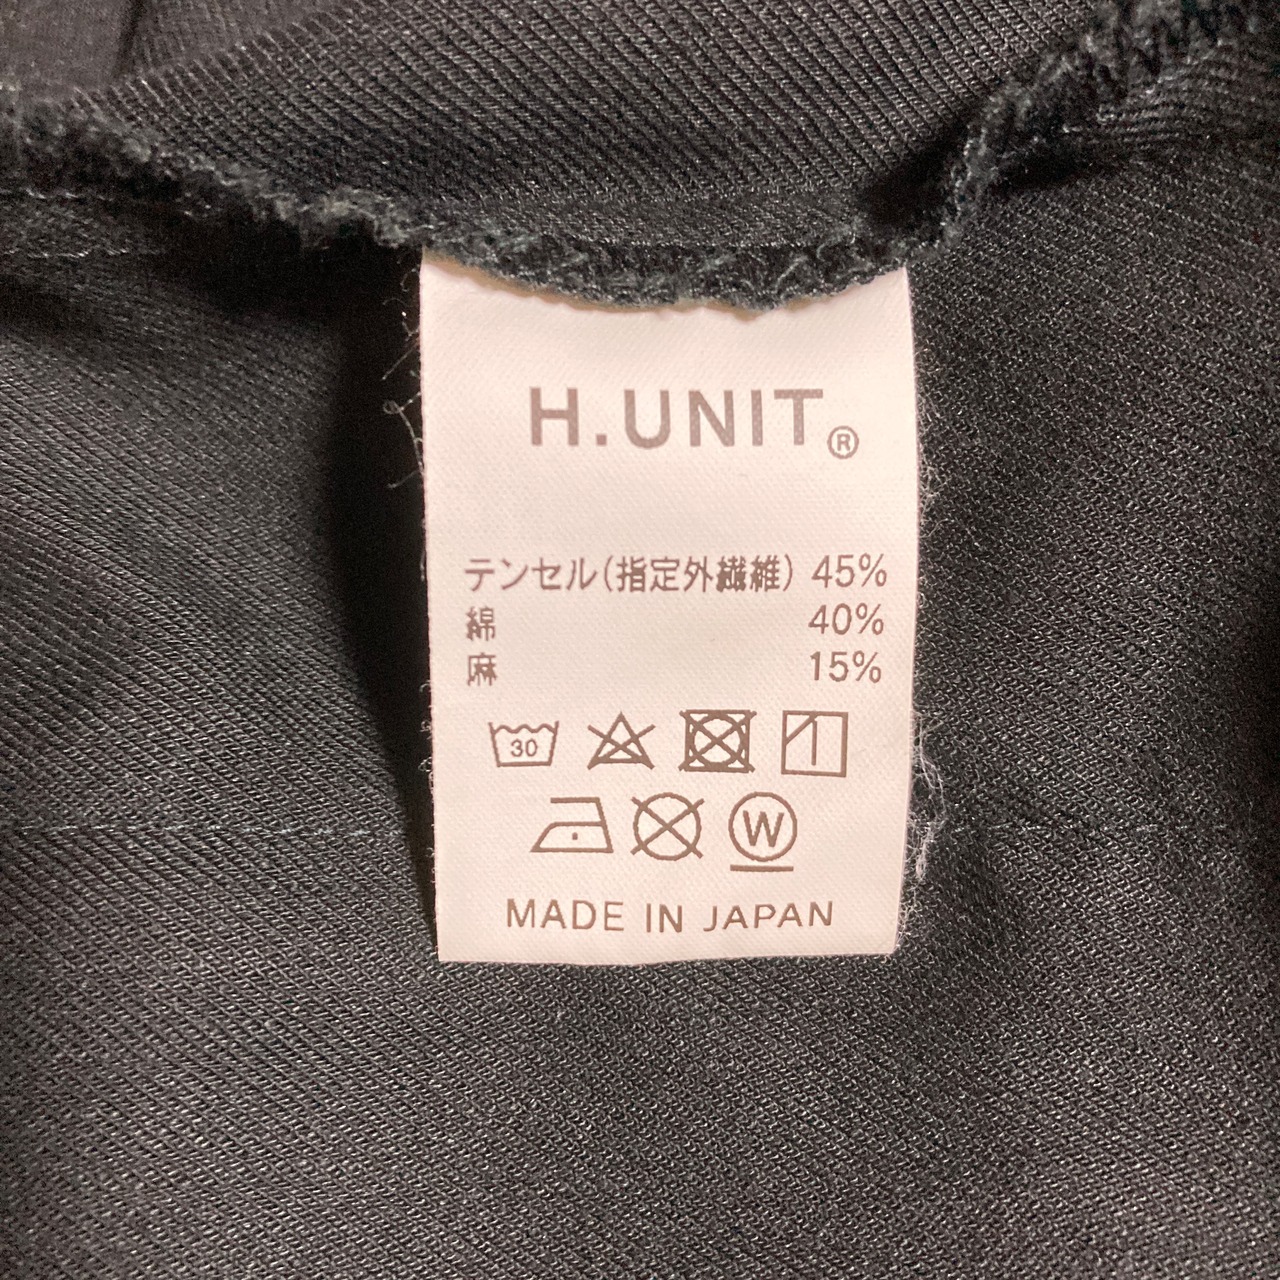 H.UNIT®
テンセル(指定外繊維) 45%
綿 40%
麻 15%
30
W
MADE IN JAPAN